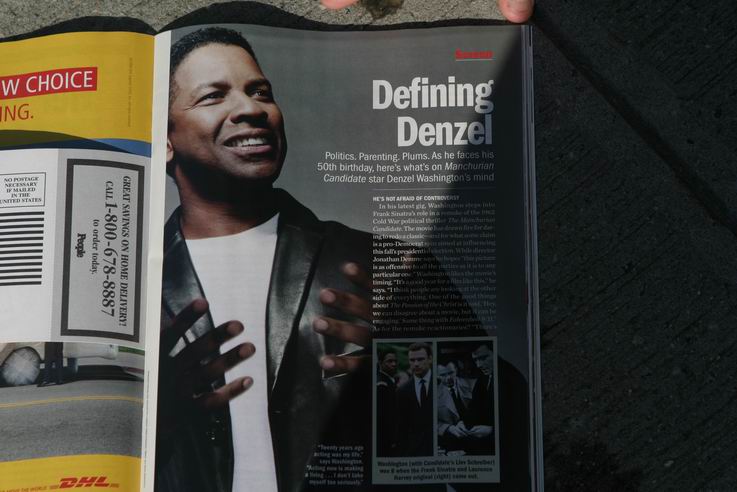 W CHOICE
ING.
NO POSTAGE
NECESSARY
IF MAILED
IN THE
UNITED STATES
GREAT SAVINGS ON HOME DELIVERY!
CALL 1-800-678-8887
to order today.
People
DHL
Screen
Defining
Denzel
Politics. Parenting. Plums. As he faces his
50th birthday, here's what's on Manchurian
Candidate star Denzel Washington's mind
HE'S NOT AFRAID OF CONTROVERSY
In his latest gig, Washington steps into
Frank Sinatra's role in a remake of the 1962
Cold War political thriller The Manchurian
Candidate. The movie has drawn fire for dar-
ing to redo a classic—and for what some claim
is a pro-Democrat spin aimed at influencing
this fall's presidential election. While director
Jonathan Demme says he hopes "this picture
is as offensive to all the parties as it is to any
particular one," Washington likes the movie's
timing. "It's a good year for a film like this," he
says. "I think people are looking at the other
side of everything. One of the good things
about The Passion of the Christ is it said, 'Hey,
we can disagree about a movie, but it can be
engaging.' Same thing with Fahrenheit 9/11."
As for the remake reactionaries? "There's
"Twenty years ago
acting was my life,"
says Washington.
"Acting now is making
a living . . . I don't take
myself too seriously."
Washington (with Candidate's Liev Schreiber)
was 8 when the Frank Sinatra and Laurence
Harvey original (right) came out.